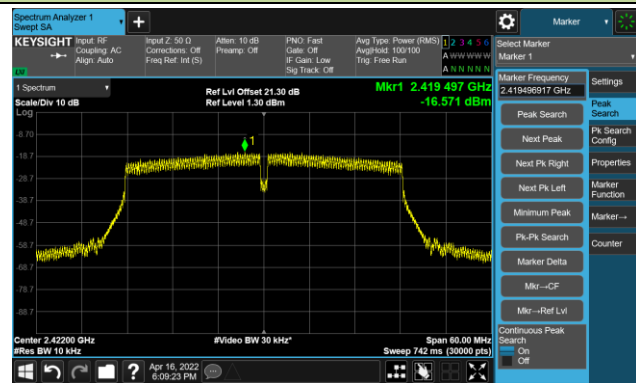 Spectrum Analyzer 1
Swept SA
Marker
KEYSIGHT
Input: RF
Coupling: AC
Align: Auto
Input Z: 50 Ω
Corrections: Off
Freq Ref: Int (S)
Atten: 10 dB
Preamp: Off
PNO: Fast
Gate: Off
IF Gain: Low
Sig Track: Off
Avg Type: Power (RMS)
Avg|Hold: 100/100
Trig: Free Run
1 2 3 4 5 6
A W W W W W
A N N N N N
Select Marker
Marker 1
1 Spectrum
Scale/Div 10 dB
Log
Ref Lvl Offset 21.30 dB
Ref Level 1.30 dBm
Mkr1 2.419 497 GHz
-16.571 dBm
-8.70
-18.7
-28.7
-38.7
-48.7
-58.7
-68.7
-78.7
-88.7
1
Center 2.42200 GHz
#Res BW 10 kHz
#Video BW 30 kHz*
Span 60.00 MHz
Sweep 742 ms (30000 pts)
Marker Frequency
2.419496917 GHz
Peak Search
Next Peak
Next Pk Right
Next Pk Left
Minimum Peak
Pk-Pk Search
Marker Delta
Mkr→CF
Mkr→Ref Lvl
Continuous Peak
Search
On
Off
Settings
Peak
Search
Pk Search
Config
Properties
Marker
Function
Marker→
Counter
?
Apr 16, 2022
6:09:23 PM